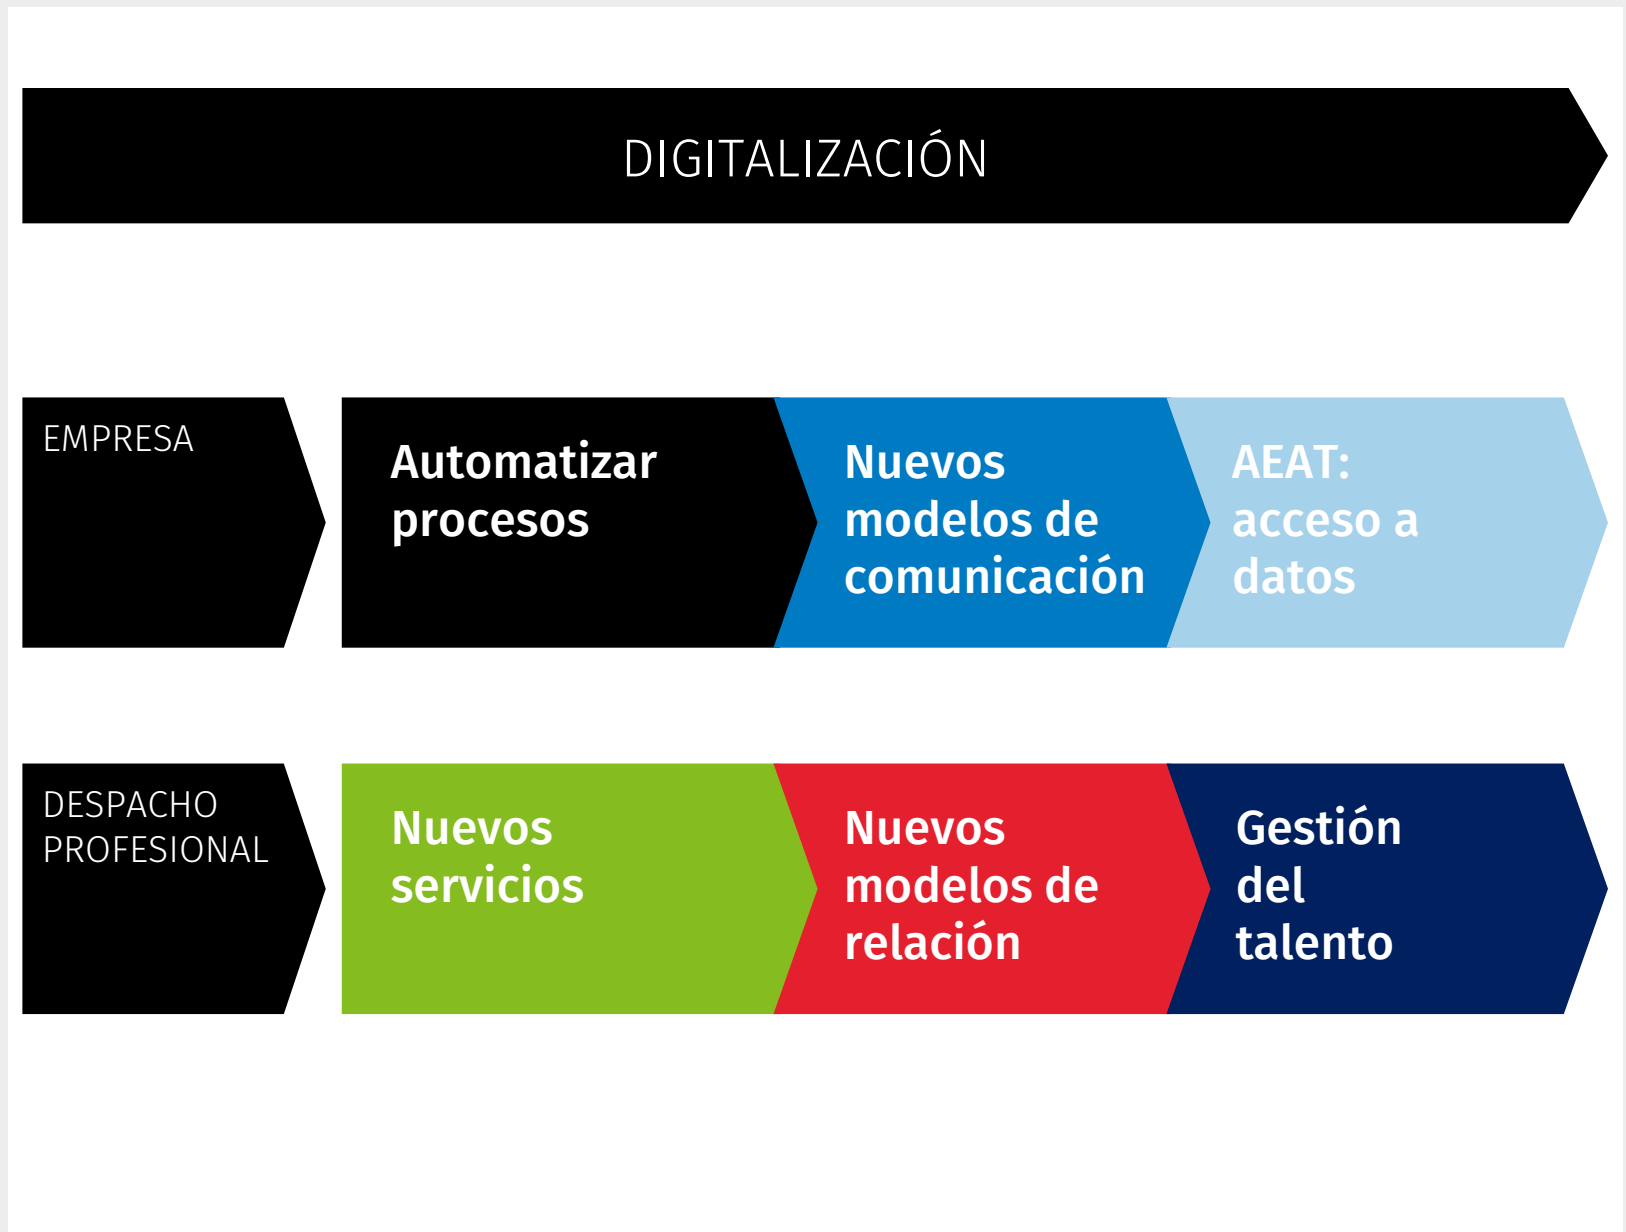 DIGITALIZACIÓN
EMPRESA
Automatizar
procesos
Nuevos
modelos de
comunicación
AEAT:
acceso a
datos
DESPACHO
PROFESIONAL
Nuevos
servicios
Nuevos
modelos de
relación
Gestión
del
talento